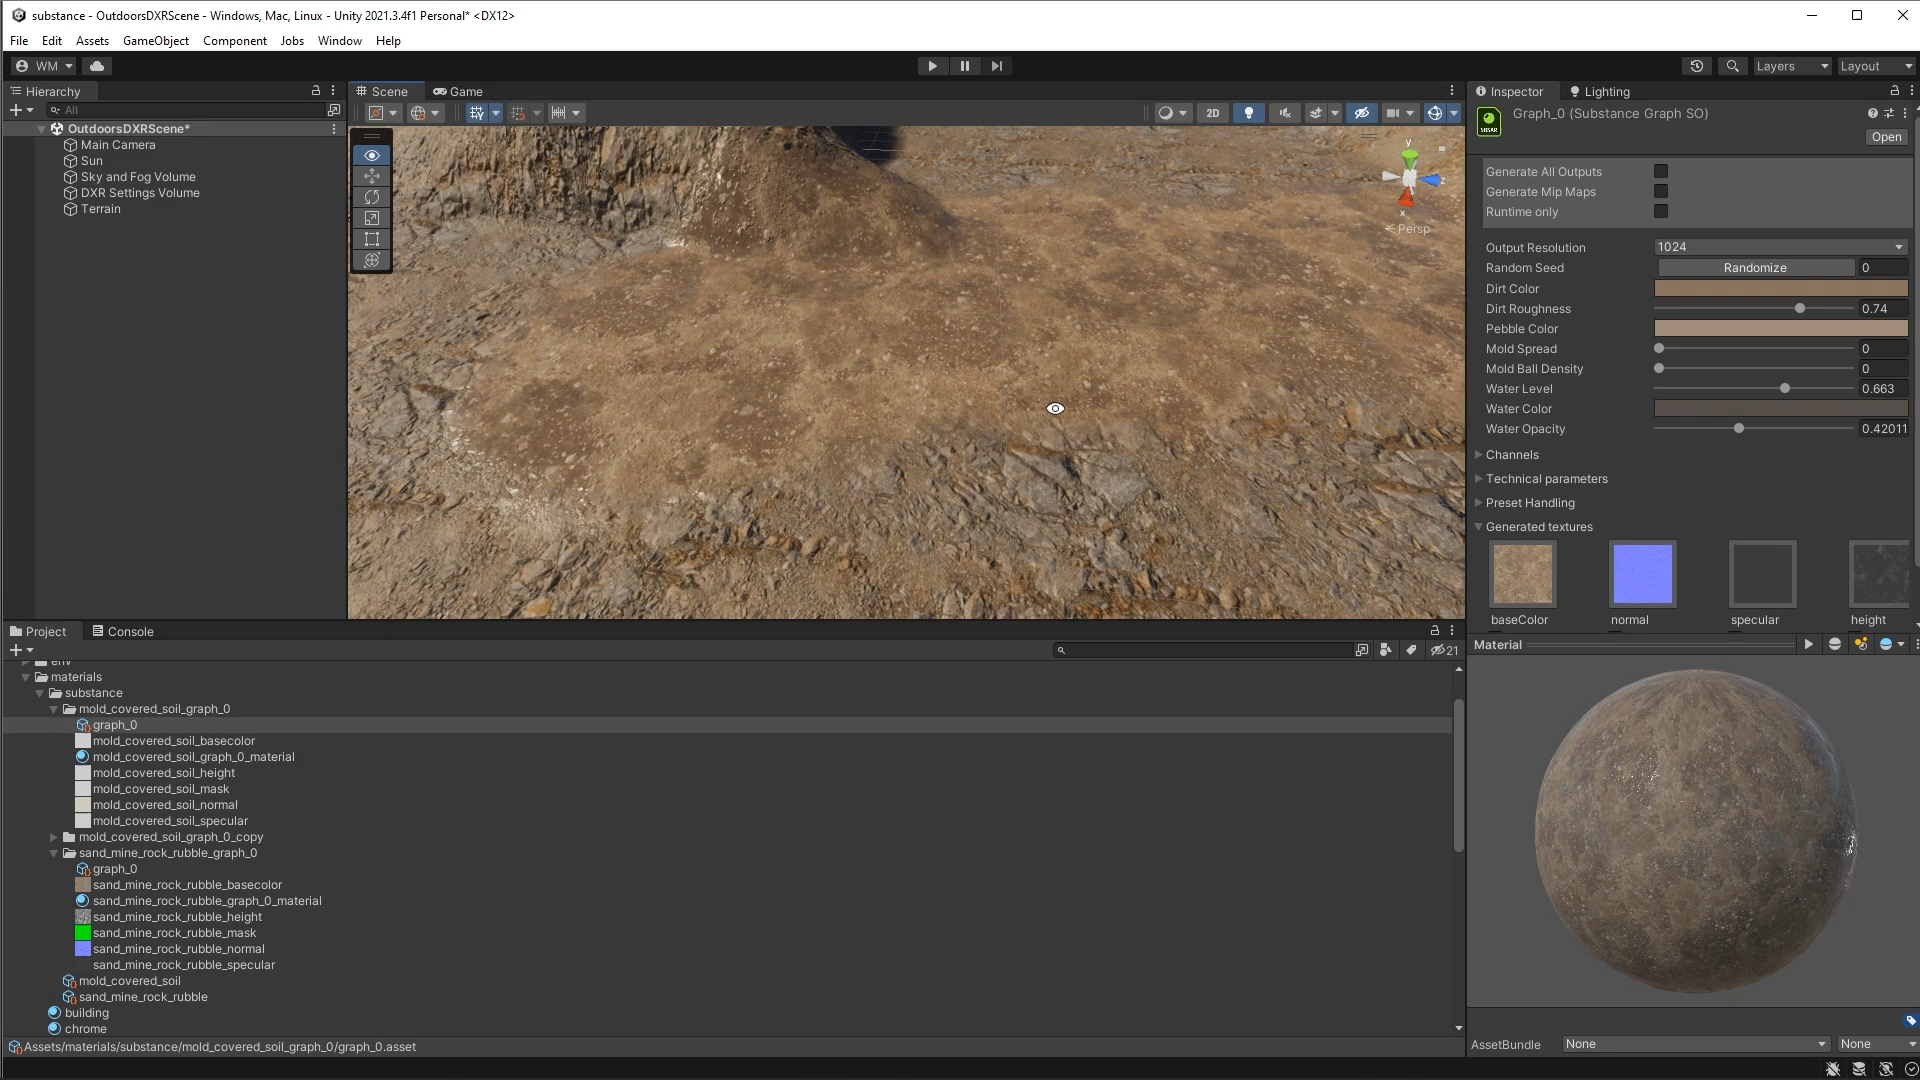 substance - OutdoorsDXRScene - Windows, Mac, Linux - Unity 2021.3.4f1 Personal* <DX12>
File Edit Assets GameObject Component Jobs Window Help
WM Layers Layout
Hierarchy
All
OutdoorsDXRScene*
Main Camera
Sun
Sky and Fog Volume
DXR Settings Volume
Terrain
Scene Game
2D
y
z
x
Persp
Inspector Lighting
SBSAR
Graph_0 (Substance Graph SO)
Open
Generate All Outputs
Generate Mip Maps
Runtime only
Output Resolution 1024
Random Seed Randomize 0
Dirt Color
Dirt Roughness 0.74
Pebble Color
Mold Spread 0
Mold Ball Density 0
Water Level 0.663
Water Color
Water Opacity 0.42011
Channels
Technical parameters
Preset Handling
Generated textures
baseColor normal specular height
Material
AssetBundle None None
Project Console
21
env
materials
substance
mold_covered_soil_graph_0
graph_0
mold_covered_soil_basecolor
mold_covered_soil_graph_0_material
mold_covered_soil_height
mold_covered_soil_mask
mold_covered_soil_normal
mold_covered_soil_specular
mold_covered_soil_graph_0_copy
sand_mine_rock_rubble_graph_0
graph_0
sand_mine_rock_rubble_basecolor
sand_mine_rock_rubble_graph_0_material
sand_mine_rock_rubble_height
sand_mine_rock_rubble_mask
sand_mine_rock_rubble_normal
sand_mine_rock_rubble_specular
mold_covered_soil
sand_mine_rock_rubble
building
chrome
Assets/materials/substance/mold_covered_soil_graph_0/graph_0.asset